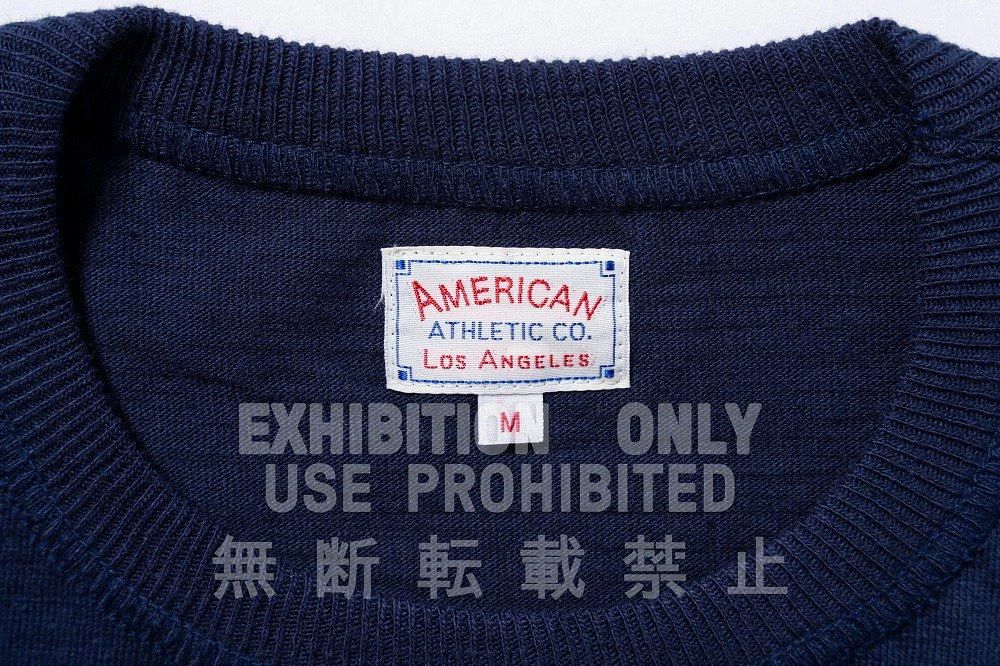 AMERICAN
ATHLETIC CO.
LOS ANGELES
M
EXHIBITION ONLY
USE PROHIBITED
無断転載禁止